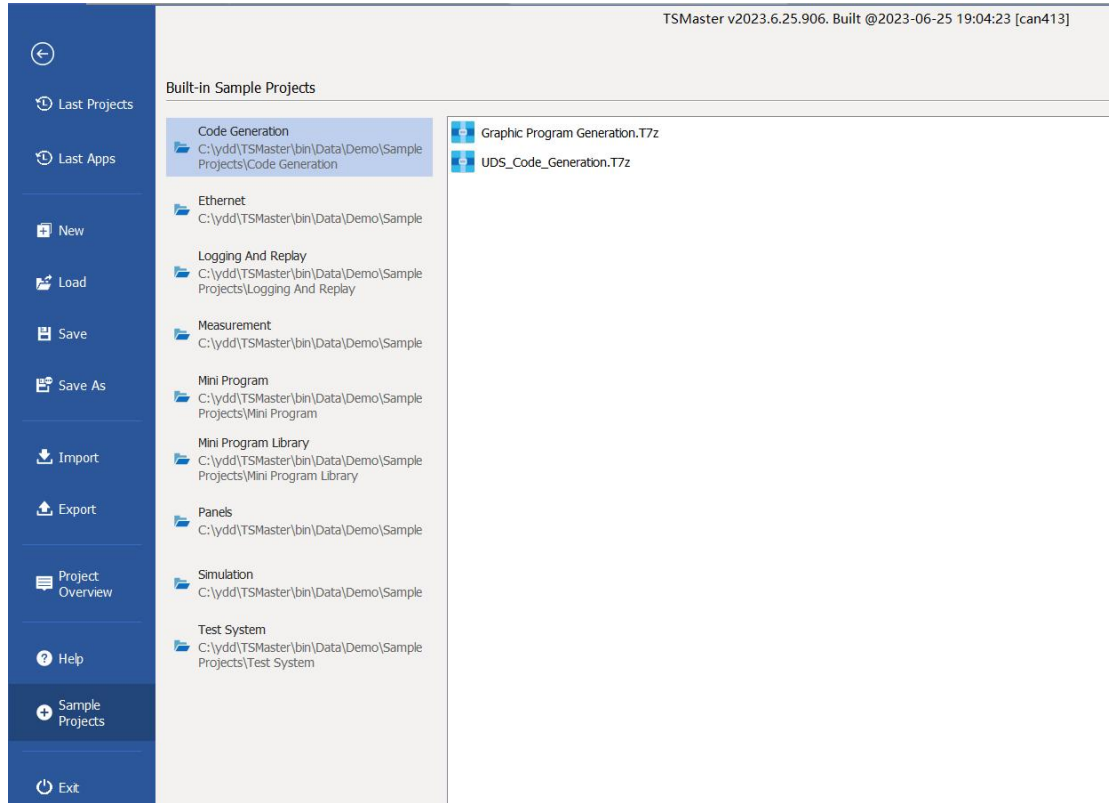 TSMaster v2023.6.25.906. Built @2023-06-25 19:04:23 [can413]
Last Projects
Last Apps
New
Load
Save
Save As
Import
Export
Project
Overview
Help
Sample
Projects
Exit
Built-in Sample Projects
Code Generation
C:\ydd\TSMaster\bin\Data\Demo\Sample
Projects\Code Generation
Ethernet
C:\ydd\TSMaster\bin\Data\Demo\Sample
Logging And Replay
C:\ydd\TSMaster\bin\Data\Demo\Sample
Projects\Logging And Replay
Measurement
C:\ydd\TSMaster\bin\Data\Demo\Sample
Mini Program
C:\ydd\TSMaster\bin\Data\Demo\Sample
Projects\Mini Program
Mini Program Library
C:\ydd\TSMaster\bin\Data\Demo\Sample
Projects\Mini Program Library
Panels
C:\ydd\TSMaster\bin\Data\Demo\Sample
Simulation
C:\ydd\TSMaster\bin\Data\Demo\Sample
Test System
C:\ydd\TSMaster\bin\Data\Demo\Sample
Projects\Test System
Graphic Program Generation.T7z
UDS_Code_Generation.T7z